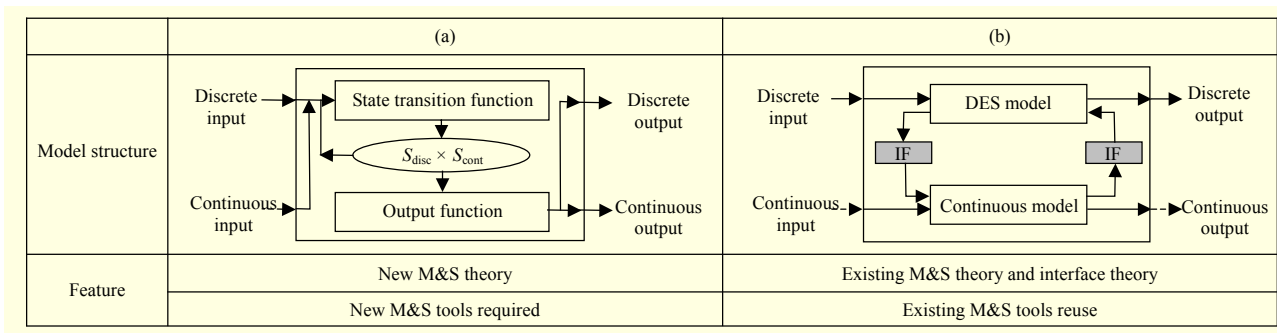 (a)
(b)
Model structure
Discrete
input
State transition function
S_disc × S_cont
Output function
Continuous
input
Discrete
output
Continuous
output
Discrete
input
DES model
IF
IF
Continuous model
Continuous
input
Discrete
output
Continuous
output
Feature
New M&S theory
Existing M&S theory and interface theory
New M&S tools required
Existing M&S tools reuse